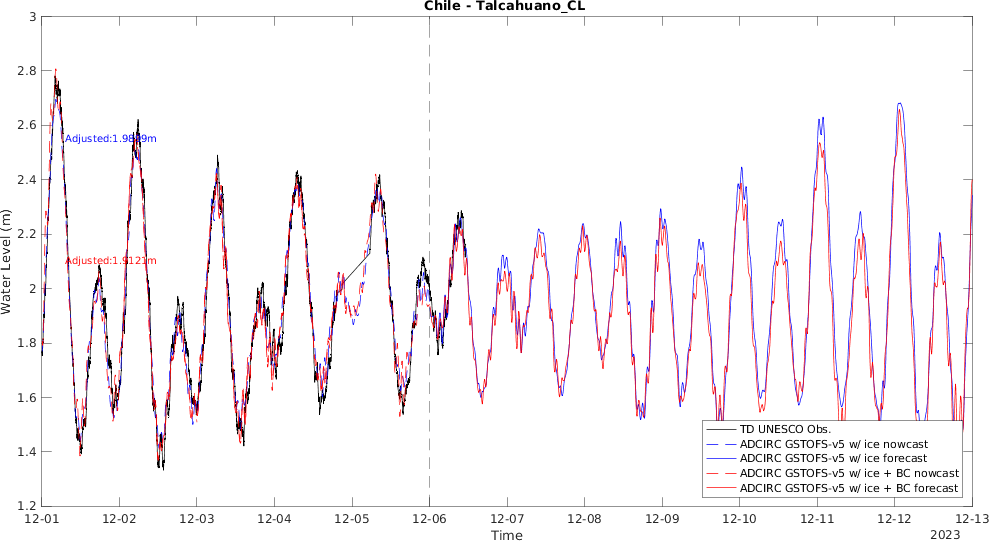 Chile - Talcahuano_CL
Water Level (m)
3
2.8
2.6
2.4
2.2
2
1.8
1.6
1.4
1.2
Adjusted:1.9121m
12-01
12-02
12-03
12-04
12-05
12-06
12-07
12-08
12-09
12-10
12-11
12-12
12-13
Time
2023
TD UNESCO Obs.
ADCIRC GSTOFS-v5 w/ ice nowcast
ADCIRC GSTOFS-v5 w/ ice forecast
ADCIRC GSTOFS-v5 w/ ice + BC nowcast
ADCIRC GSTOFS-v5 w/ ice + BC forecast